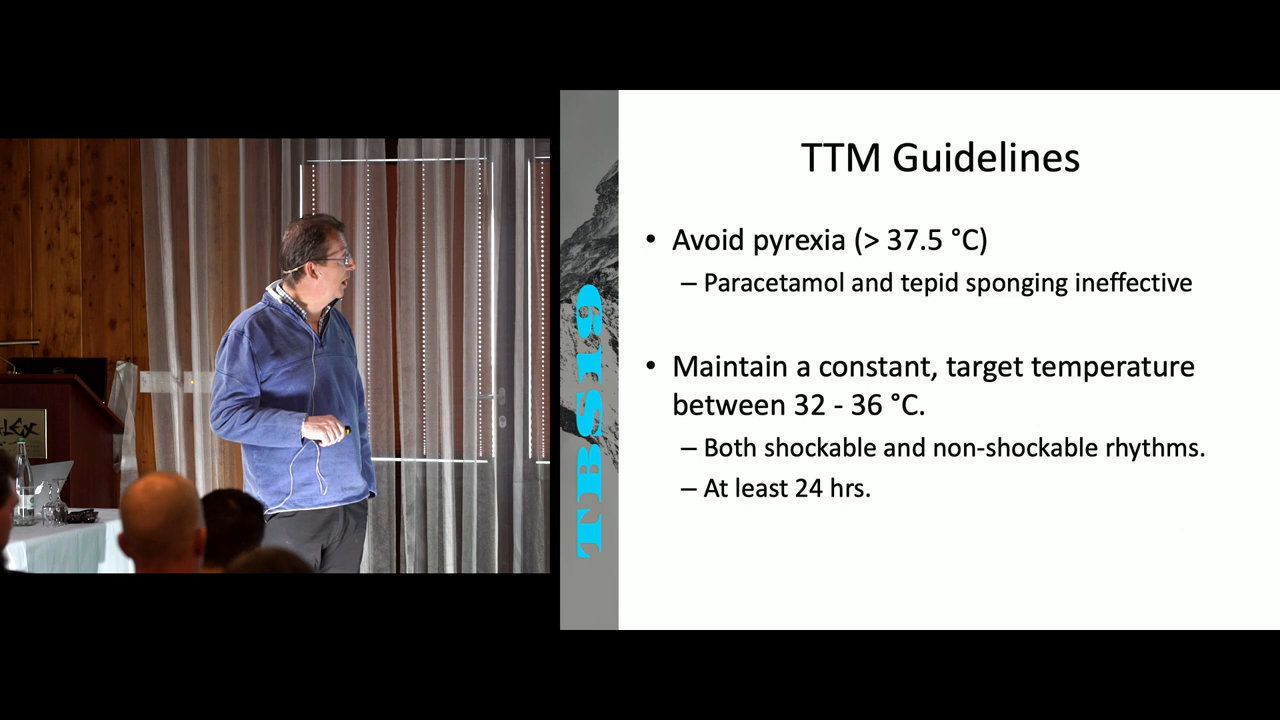 TTM Guidelines
• Avoid pyrexia (> 37.5 °C)
– Paracetamol and tepid sponging ineffective
• Maintain a constant, target temperature
between 32 - 36 °C.
– Both shockable and non-shockable rhythms.
– At least 24 hrs.
TBS19